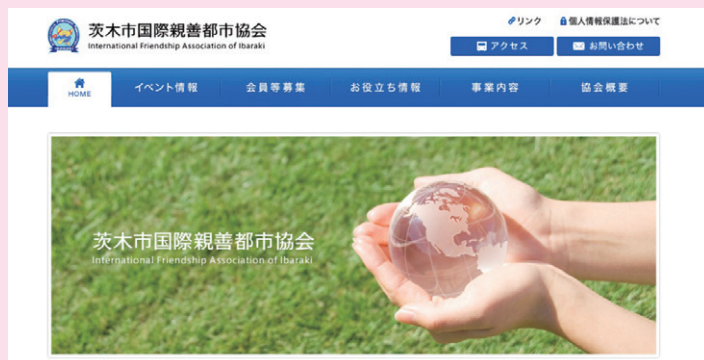 茨木市国際親善都市協会
International Friendship Association of Ibaraki
リンク
個人情報保護法について
アクセス
お問い合わせ
HOME
イベント情報
会員等募集
お役立ち情報
事業内容
協会概要
茨木市国際親善都市協会
International Friendship Association of Ibaraki